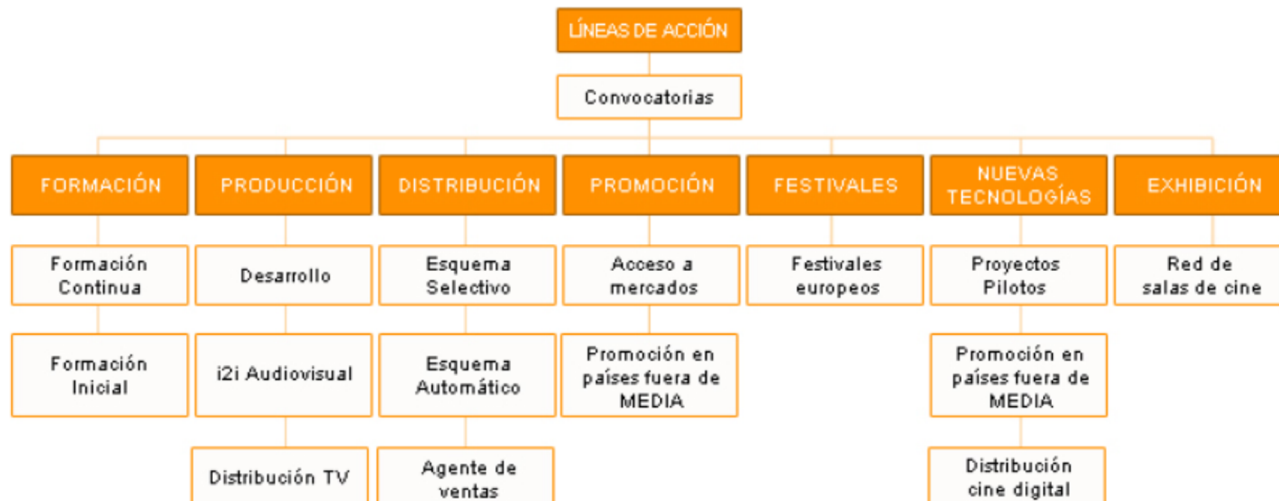 LÍNEAS DE ACCIÓN
Convocatorias
FORMACIÓN
PRODUCCIÓN
DISTRIBUCIÓN
PROMOCIÓN
FESTIVALES
NUEVAS
TECNOLOGÍAS
EXHIBICIÓN
Formación
Continua
Desarrollo
Esquema
Selectivo
Acceso a
mercados
Festivales
europeos
Proyectos
Pilotos
Red de
salas de cine
Formación
Inicial
i2i Audiovisual
Esquema
Automático
Promoción en
países fuera de
MEDIA
Promoción en
países fuera de
MEDIA
Distribución TV
Agente de
ventas
Distribución
cine digital